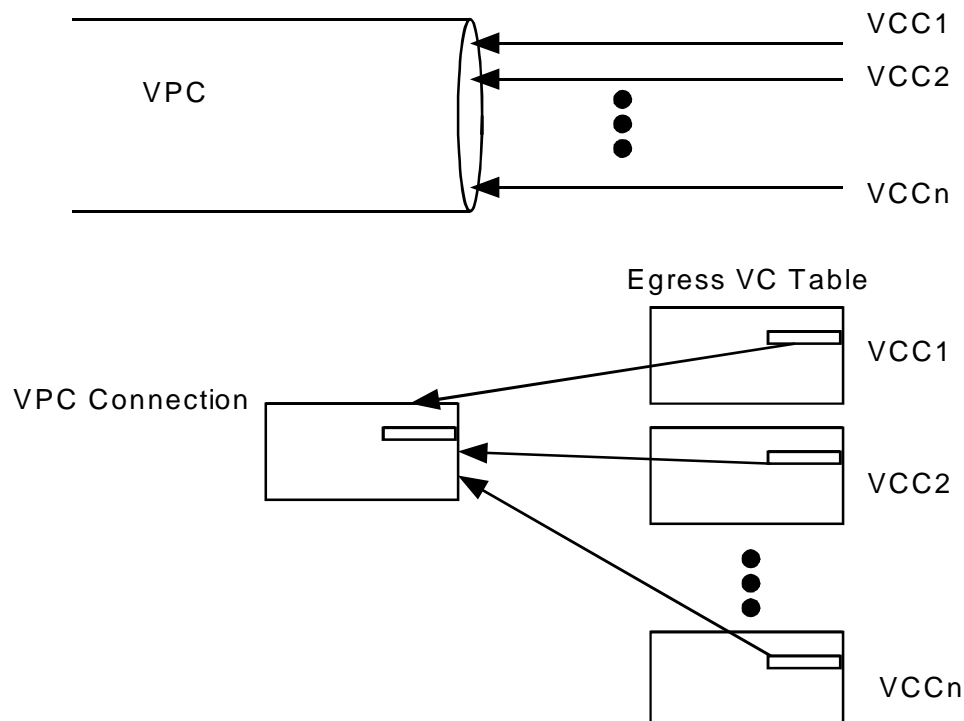 VCC1
VPC
VCC2
VCCn
Egress VC Table
VCC1
VPC Connection
VCC2
VCCn